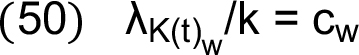 (50) λK(t)w/k = cw